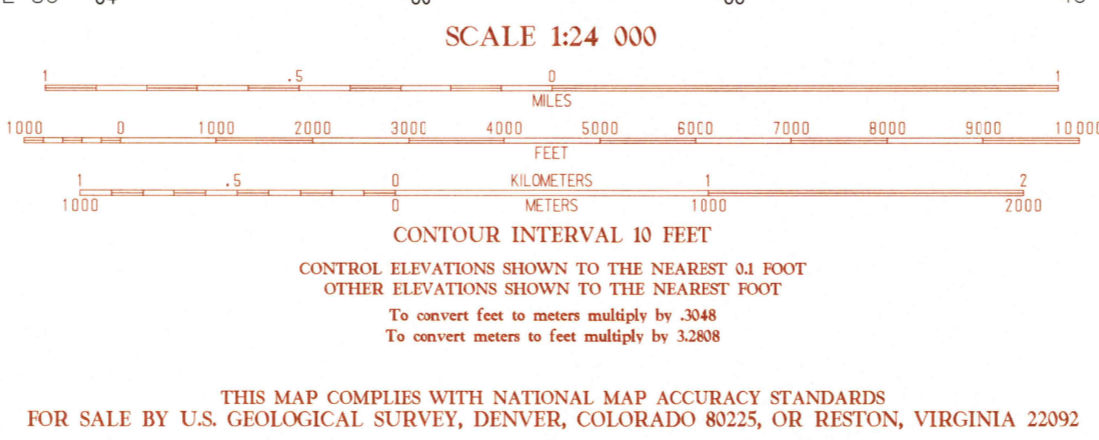 SCALE 1:24 000
1 .5 0 1
MILES
1000 0 1000 2000 3000 4000 5000 6000 7000 8000 9000 10000
FEET
1 .5 0 KILOMETERS 1 2
1000 0 METERS 1000 2000
CONTOUR INTERVAL 10 FEET
CONTROL ELEVATIONS SHOWN TO THE NEAREST 0.1 FOOT
OTHER ELEVATIONS SHOWN TO THE NEAREST FOOT
To convert feet to meters multiply by .3048
To convert meters to feet multiply by 3.2808
THIS MAP COMPLIES WITH NATIONAL MAP ACCURACY STANDARDS
FOR SALE BY U.S. GEOLOGICAL SURVEY, DENVER, COLORADO 80225, OR RESTON, VIRGINIA 22092